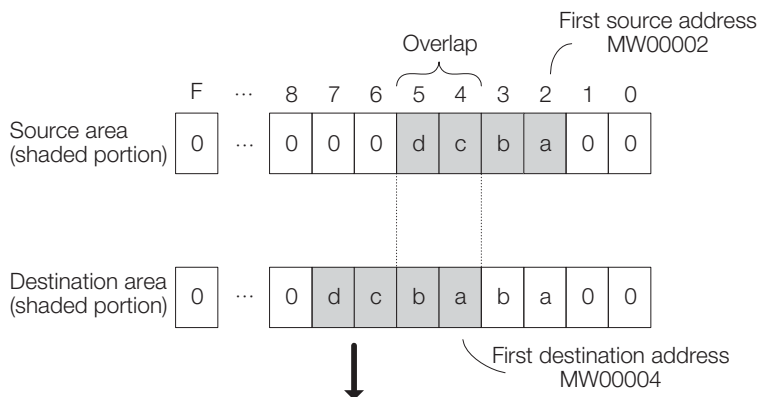 First source address
MW00002
Overlap
F ... 8 7 6 5 4 3 2 1 0
Source area
(shaded portion)
0 ... 0 0 0 d c b a 0 0
Destination area
(shaded portion)
0 ... 0 d c b a b a 0 0
First destination address
MW00004